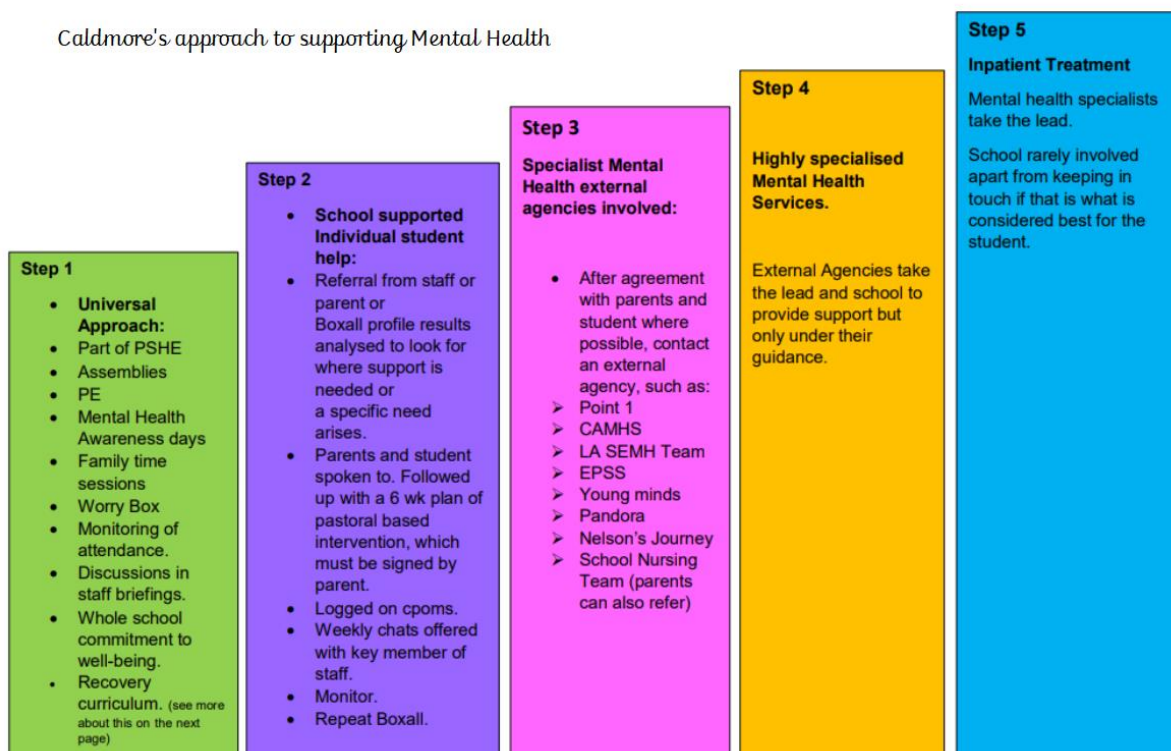 Caldmore's approach to supporting Mental Health
Step 1
• Universal
Approach:
• Part of PSHE
• Assemblies
• PE
• Mental Health
Awareness days
• Family time
sessions
• Worry Box
• Monitoring of
attendance.
• Discussions in
staff briefings.
• Whole school
commitment to
well-being.
• Recovery
curriculum. (see more
about this on the next
page)
Step 2
• School supported
Individual student
help:
• Referral from staff or
parent or
Boxall profile results
analysed to look for
where support is
needed or
a specific need
arises.
• Parents and student
spoken to. Followed
up with a 6 wk plan of
pastoral based
intervention, which
must be signed by
parent.
• Logged on cpoms.
• Weekly chats offered
with key member of
staff.
• Monitor.
• Repeat Boxall.
Step 3
Specialist Mental
Health external
agencies involved:
• After agreement
with parents and
student where
possible, contact
an external
agency, such as:
➢ Point 1
➢ CAMHS
➢ LA SEMH Team
➢ EPSS
➢ Young minds
➢ Pandora
➢ Nelson's Journey
➢ School Nursing
Team (parents
can also refer)
Step 4
Highly specialised
Mental Health
Services.
External Agencies take
the lead and school to
provide support but
only under their
guidance.
Step 5
Inpatient Treatment
Mental health specialists
take the lead.
School rarely involved
apart from keeping in
touch if that is what is
considered best for the
student.